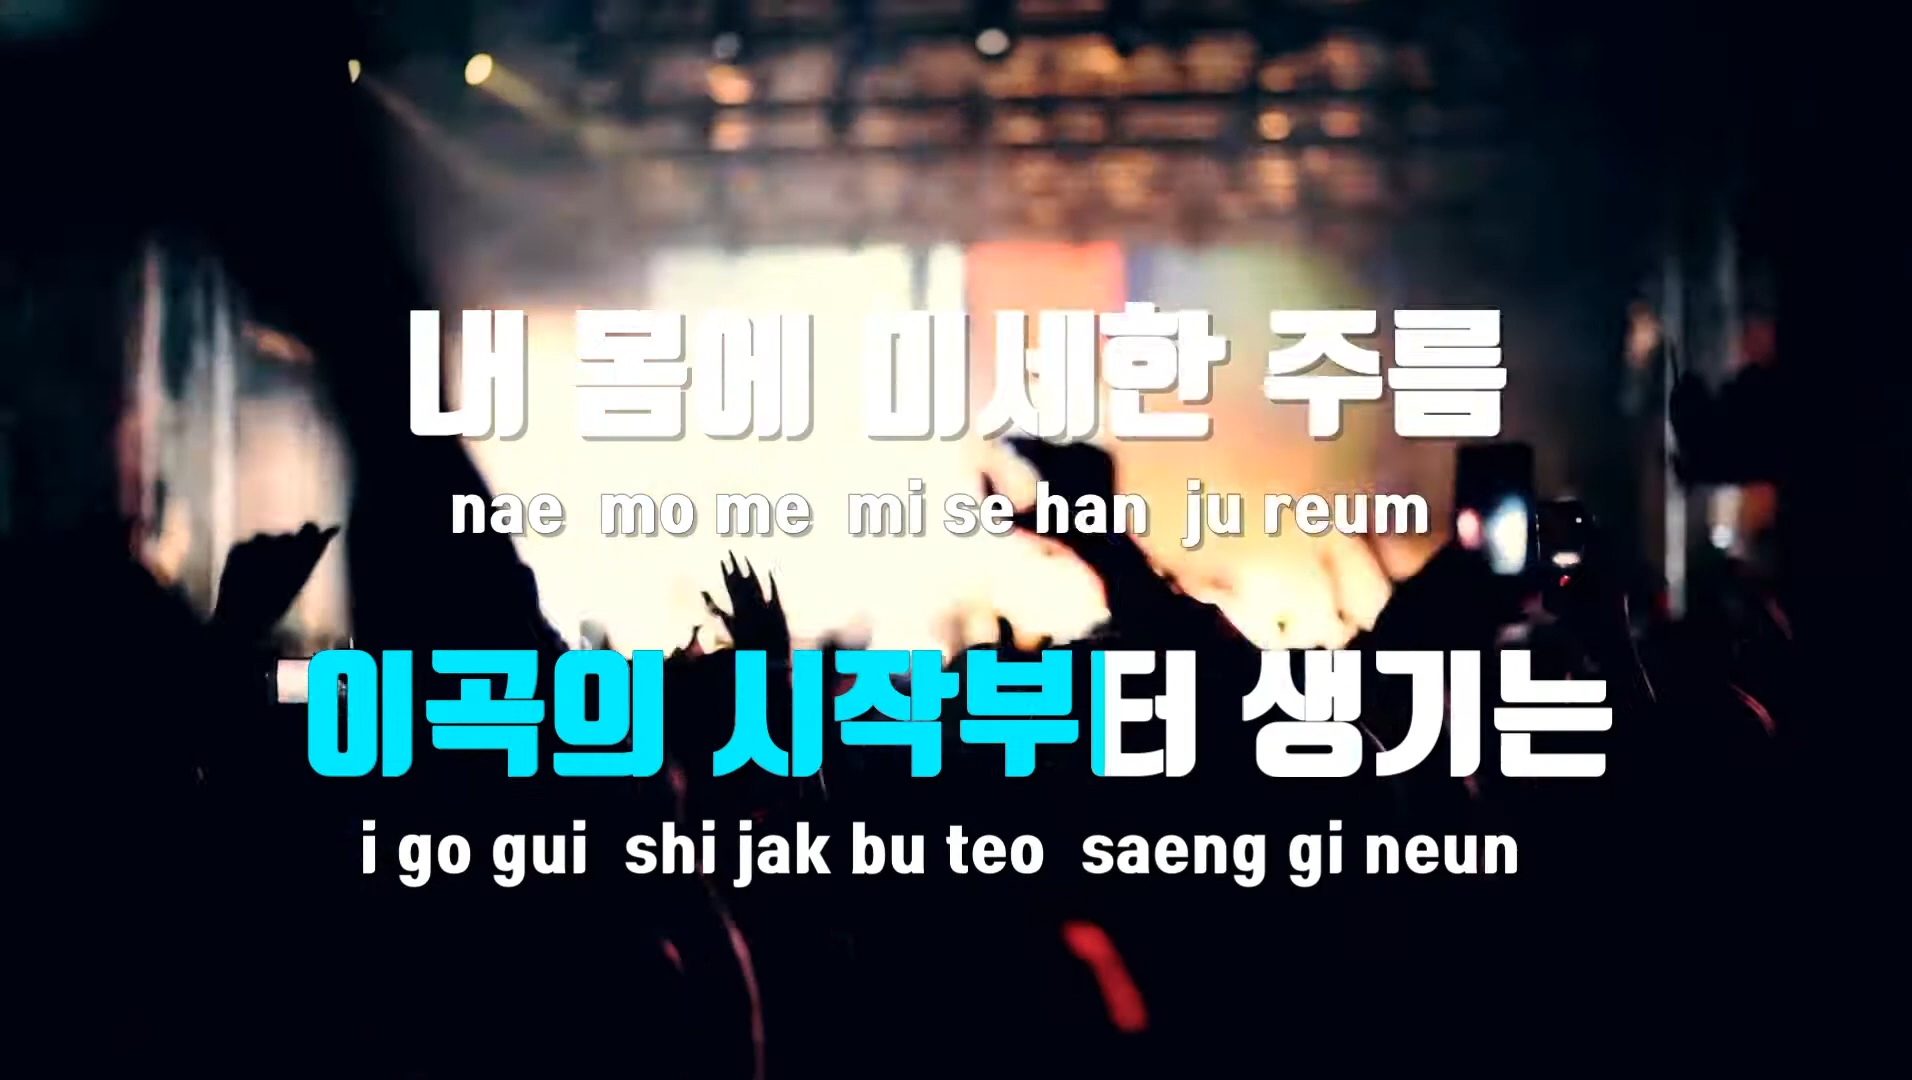 내 몸에 미세한 주름
nae mo me mi se han ju reum
이곡의 시작부터 생기는
i go gui shi jak bu teo saeng gi neun